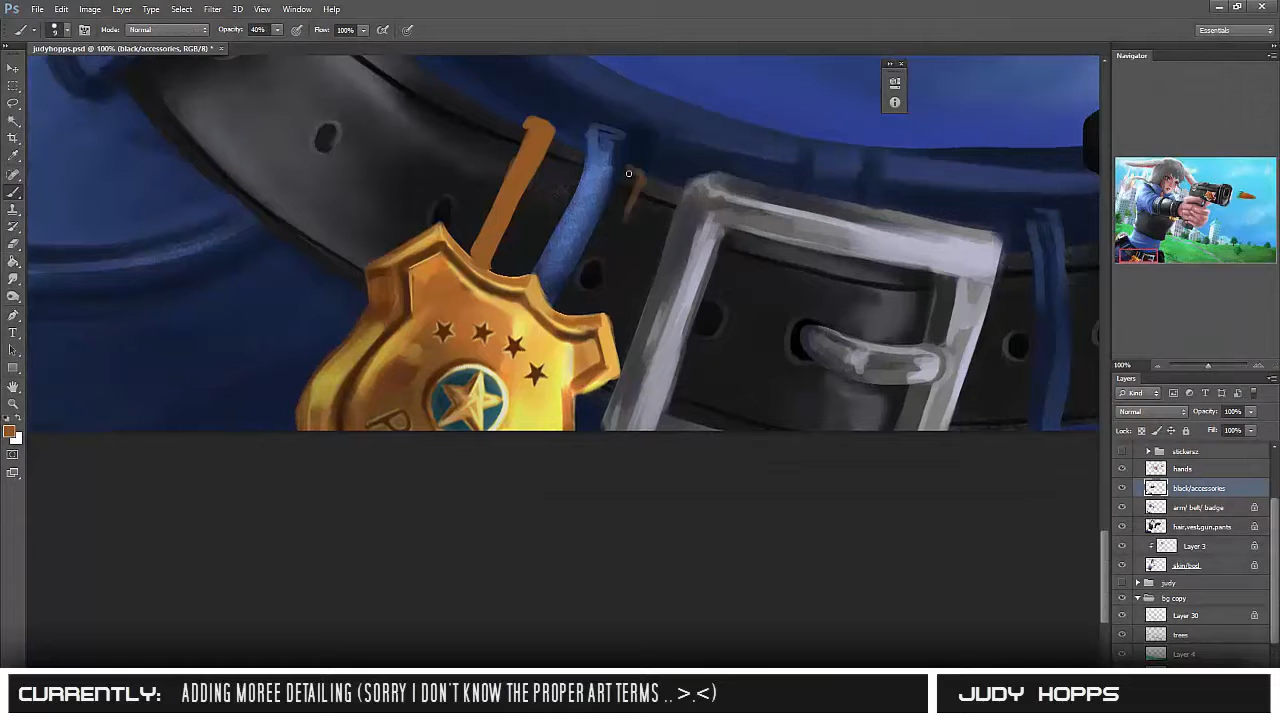 Ps File Edit Image Layer Type Select Filter 3D View Window Help
9 Mode: Normal Opacity: 40% Flow: 100% Essentials
judyhopps.psd @ 100% (black/accessories, RGB/8) * ×
Navigator
100%
Layers
Kind
Normal Opacity: 100%
Lock: Fill: 100%
stickersz
hands
black/accessories
arm/ belt/ badge
hair,vest,gun,pants
Layer 3
skin/bod
judy
bg copy
Layer 30
trees
Layer 4
CURRENTLY: ADDING MOREE DETAILING (SORRY I DON'T KNOW THE PROPER ART TERMS ..>.<)
JUDY HOPPS